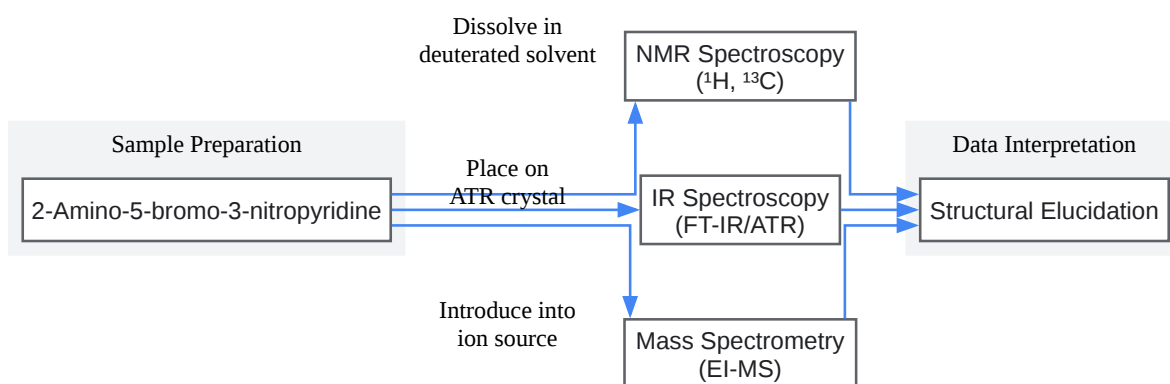 Dissolve in
deuterated solvent
NMR Spectroscopy
(¹H, ¹³C)
Sample Preparation
2-Amino-5-bromo-3-nitropyridine
Place on
ATR crystal
IR Spectroscopy
(FT-IR/ATR)
Data Interpretation
Structural Elucidation
Introduce into
ion source
Mass Spectrometry
(EI-MS)